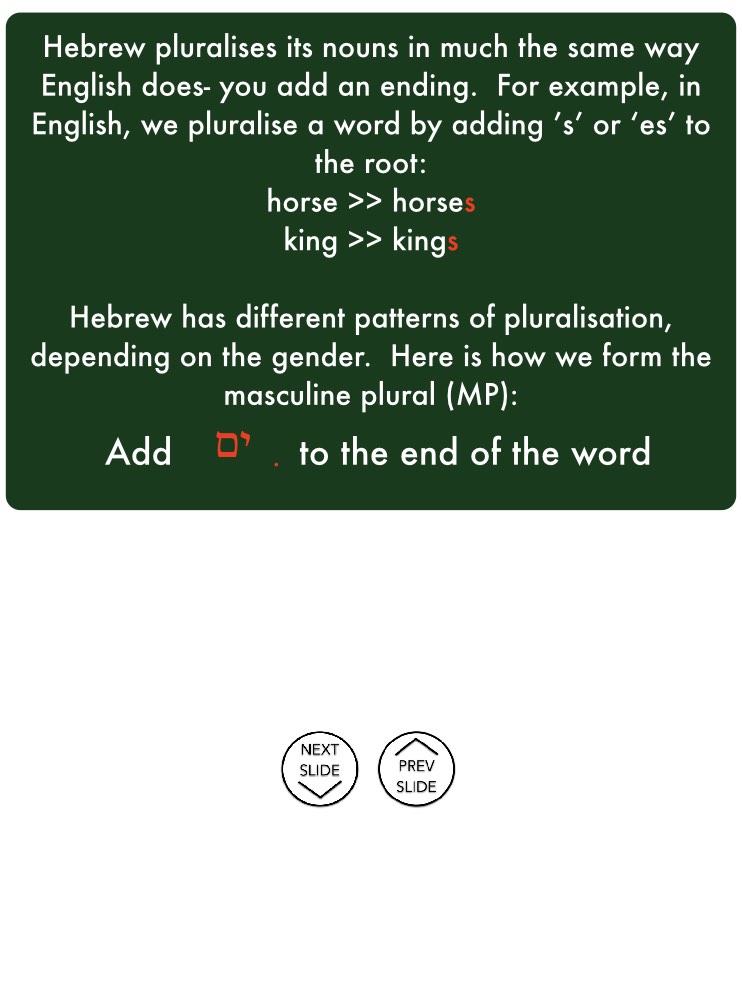 Hebrew pluralises its nouns in much the same way
English does- you add an ending.  For example, in
English, we pluralise a word by adding ’s’ or ‘es’ to
the root:
horse >> horses
king >> kings
Hebrew has different patterns of pluralisation,
depending on the gender.  Here is how we form the
masculine plural (MP):
Add ִ ים to the end of the word
NEXT
SLIDE
PREV
SLIDE